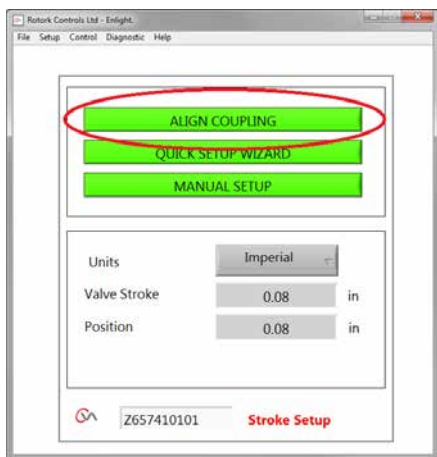 Rotork Controls Ltd - Enlight.
File Setup Control Diagnostic Help
ALIGN COUPLING
QUICK SETUP WIZARD
MANUAL SETUP
Units Imperial
Valve Stroke 0.08 in
Position 0.08 in
Z657410101 Stroke Setup